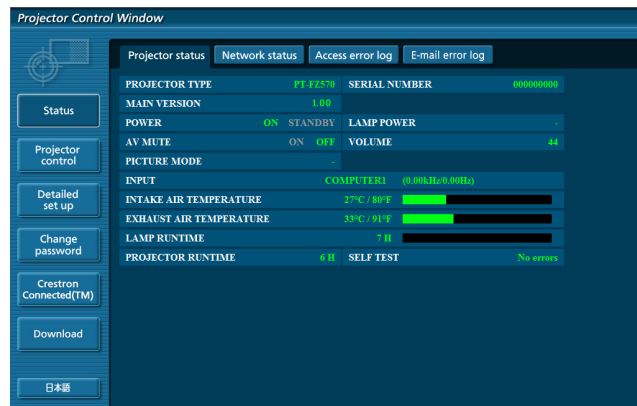 Projector Control Window
Projector status Network status Access error log E-mail error log
PROJECTOR TYPE PT-FZ570 SERIAL NUMBER 000000000
MAIN VERSION 1.00
POWER ON STANDBY LAMP POWER -
AV MUTE ON OFF VOLUME 44
PICTURE MODE -
INPUT COMPUTER1 (0.00kHz/0.00Hz)
INTAKE AIR TEMPERATURE 27°C / 80°F
EXHAUST AIR TEMPERATURE 33°C / 91°F
LAMP RUNTIME 7 H
PROJECTOR RUNTIME 6 H SELF TEST No errors
Status
Projector
control
Detailed
set up
Change
password
Crestron
Connected(TM)
Download
日本語